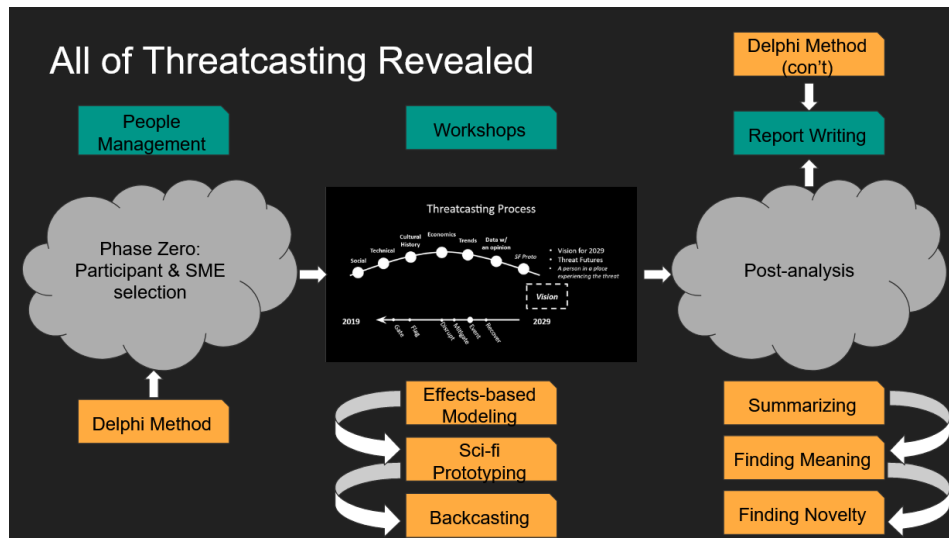 All of Threatcasting Revealed
Delphi Method
(con't)
People
Management
Workshops
Report Writing
Phase Zero:
Participant & SME
selection
Threatcasting Process
Social
Technical
Cultural
History
Economics
Trends
Data w/
an opinion
SF Proto
• Vision for 2029
• Threat Futures
• A person in a place
experiencing the threat
Vision
2019
2029
Gate
Flag
Disrupt
Mitigate
Event
Recover
Post-analysis
Delphi Method
Effects-based
Modeling
Sci-fi
Prototyping
Backcasting
Summarizing
Finding Meaning
Finding Novelty